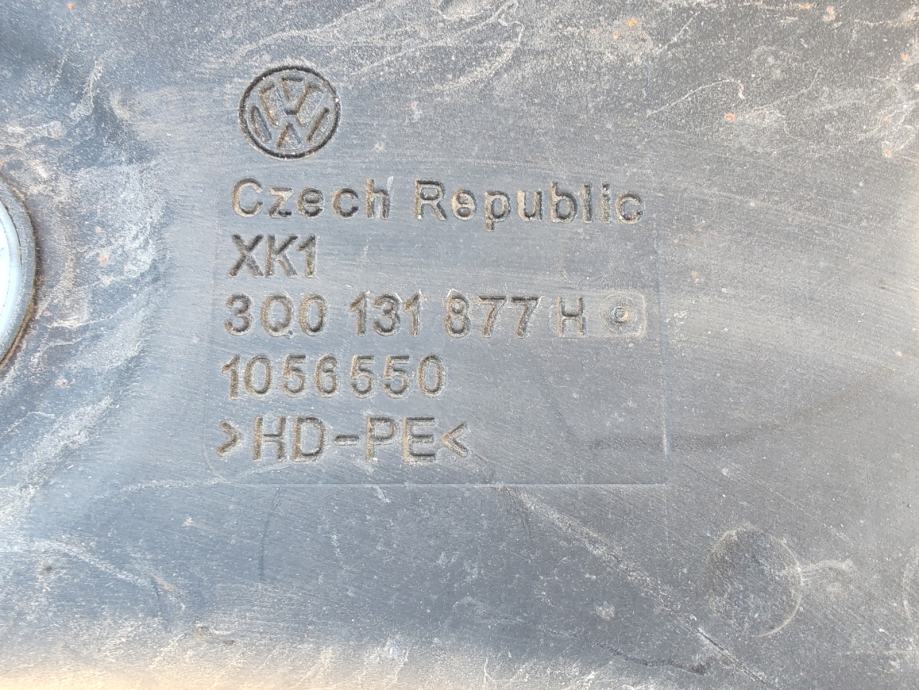 Czech Republic
XK1
3Q0 131 877 H
1056550
>HD-PE<